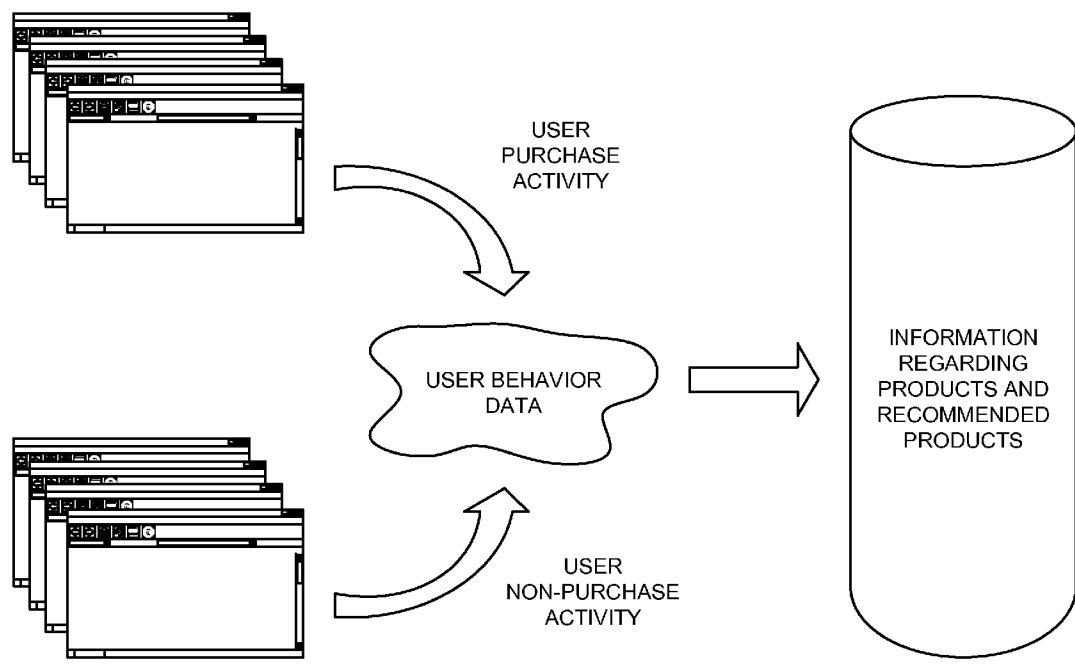 USER
PURCHASE
ACTIVITY
USER BEHAVIOR
DATA
INFORMATION
REGARDING
PRODUCTS AND
RECOMMENDED
PRODUCTS
USER
NON-PURCHASE
ACTIVITY